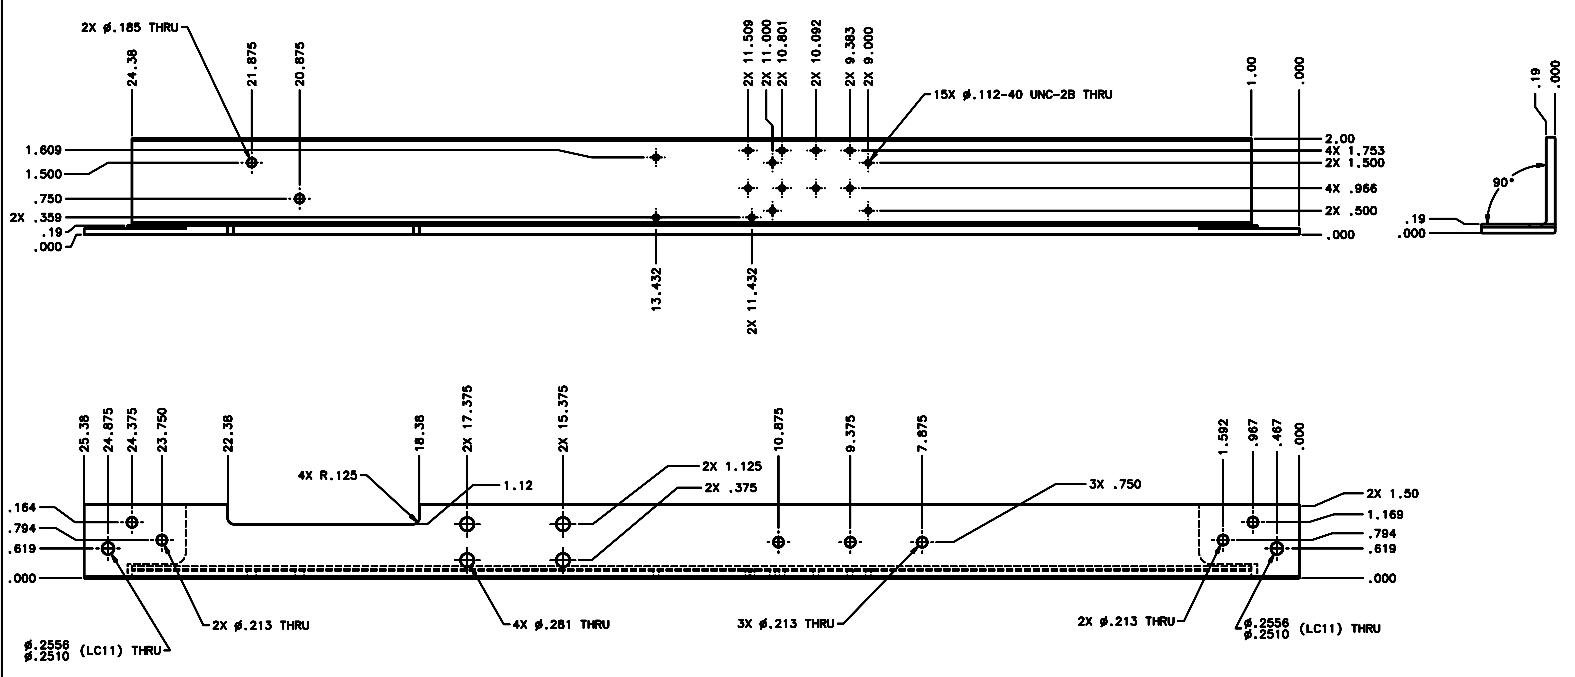 2X ø.185 THRU
24.38
21.875
20.875
2X 11.509
2X 11.000
2X 10.801
2X 10.092
2X 9.383
2X 9.000
15X ø.112-40 UNC-2B THRU
1.00
.000
.19
.000
1.609
1.500
.750
2X .359
.19
.000
2.00
4X 1.753
2X 1.500
4X .966
2X .500
.000
90°
.19
.000
13.432
2X 11.432
25.38
24.875
24.375
23.750
22.38
18.38
2X 17.375
2X 15.375
10.875
9.375
7.875
1.592
.967
.467
.000
4X R.125
1.12
2X 1.125
2X .375
3X .750
2X 1.50
1.169
.794
.619
.000
.164
.794
.619
.000
2X ø.213 THRU
4X ø.281 THRU
3X ø.213 THRU
2X ø.213 THRU
ø.2556
ø.2510 (LC11) THRU
ø.2556
ø.2510 (LC11) THRU